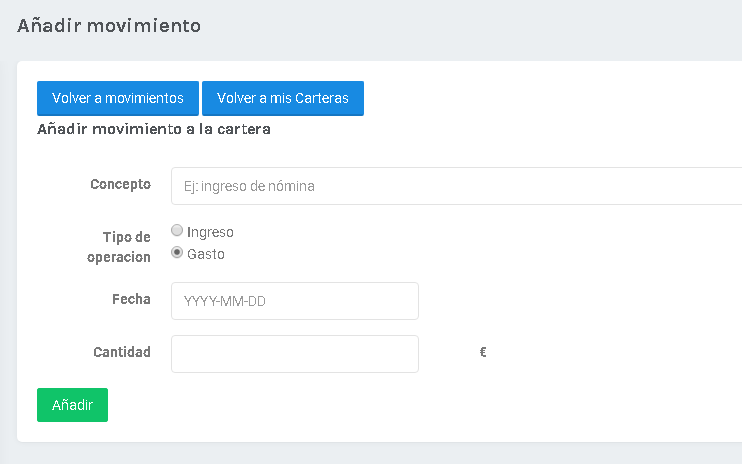 Añadir movimiento
Volver a movimientos Volver a mis Carteras
Añadir movimiento a la cartera
Concepto Ej: ingreso de nómina
Tipo de operacion
Ingreso
Gasto
Fecha YYYY-MM-DD
Cantidad €
Añadir